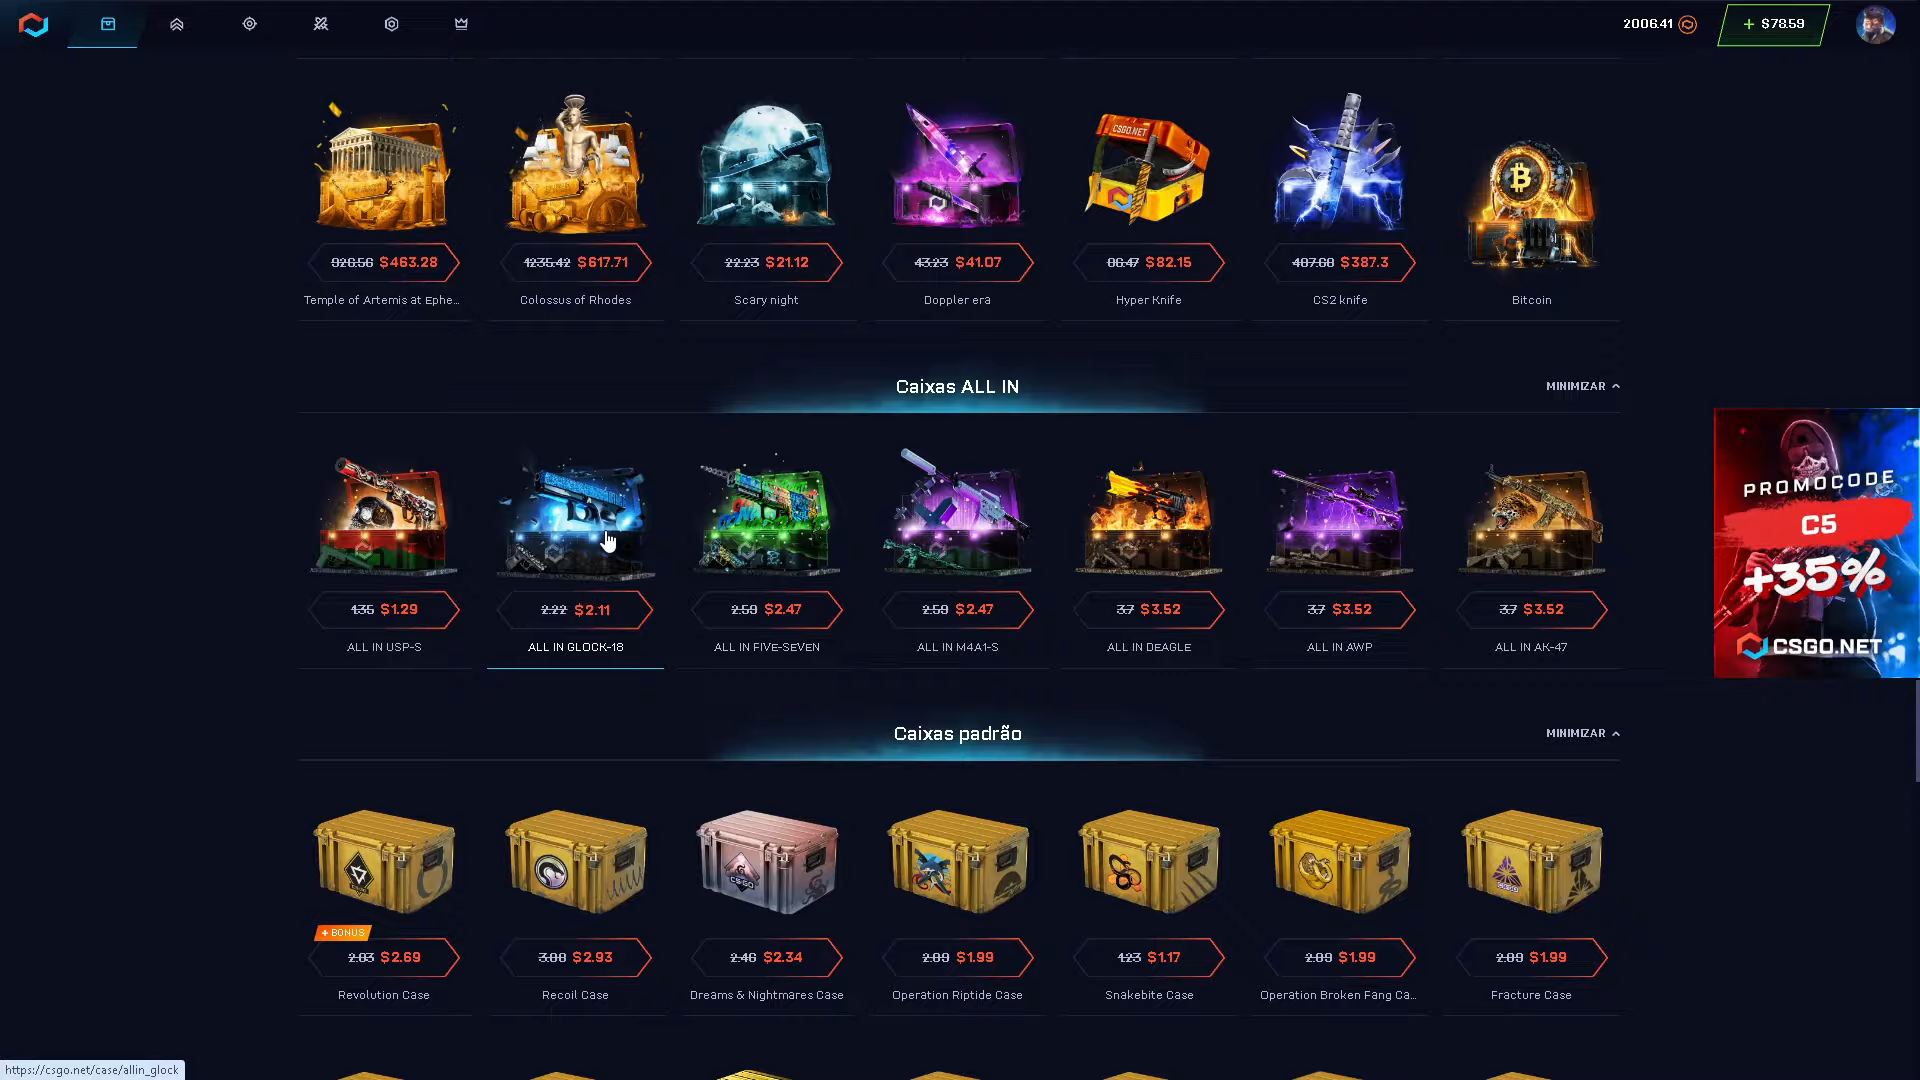 2006.41
+ $78.59
CSGO.NET
926.56 $463.28
1235.42 $617.71
22.23 $21.12
43.23 $41.07
86.47 $82.15
407.68 $387.3
Temple of Artemis at Ephe...
Colossus of Rhodes
Scary night
Doppler era
Hyper Knife
CS2 knife
Bitcoin
Caixas ALL IN
MINIMIZAR
1.35 $1.29
2.22 $2.11
2.59 $2.47
2.59 $2.47
3.7 $3.52
3.7 $3.52
3.7 $3.52
ALL IN USP-S
ALL IN GLOCK-18
ALL IN FIVE-SEVEN
ALL IN M4A1-S
ALL IN DEAGLE
ALL IN AWP
ALL IN AK-47
PROMOCODE
C5
+35%
CSGO.NET
Caixas padrão
MINIMIZAR
+ BONUS
2.83 $2.69
3.08 $2.93
2.46 $2.34
2.09 $1.99
1.23 $1.17
2.09 $1.99
2.09 $1.99
Revolution Case
Recoil Case
Dreams & Nightmares Case
Operation Riptide Case
Snakebite Case
Operation Broken Fang Ca...
Fracture Case
https://csgo.net/case/allin_glock